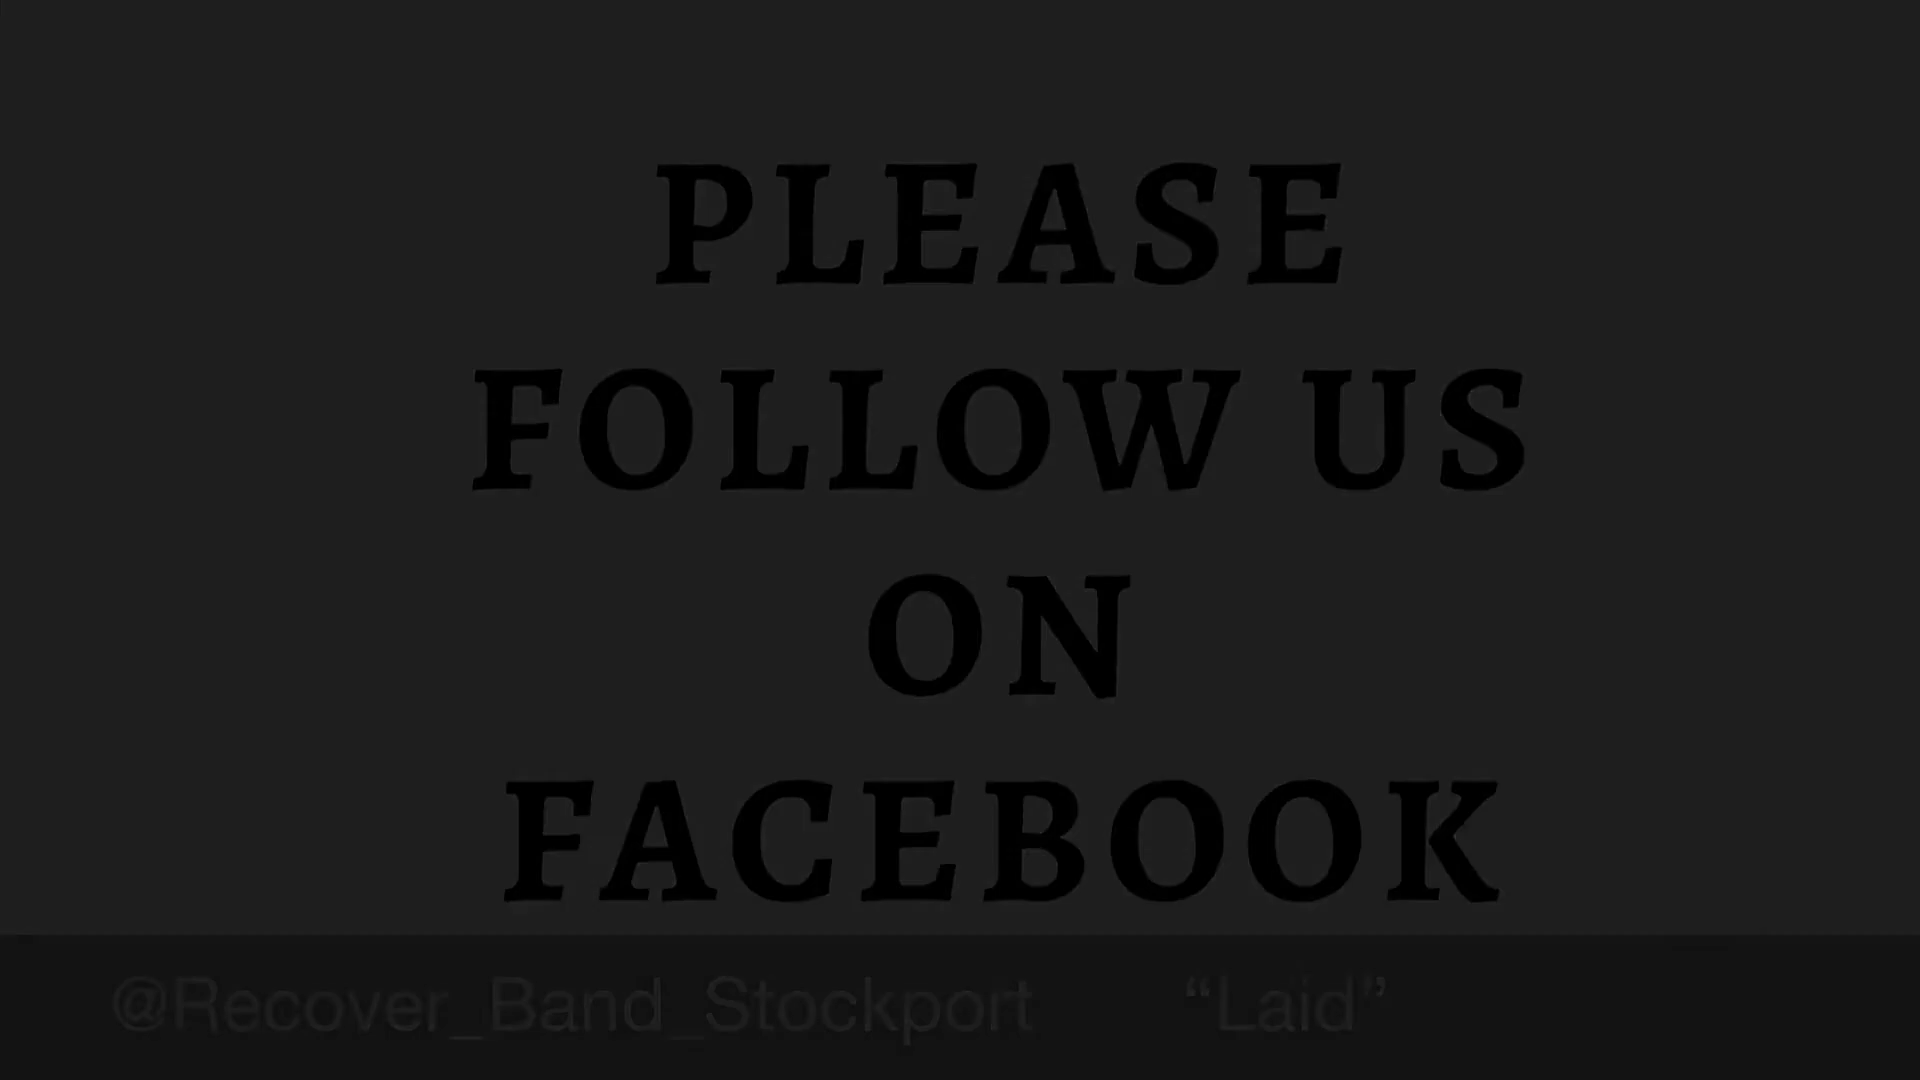 PLEASE
FOLLOW US
ON
FACEBOOK
@Recover_Band_Stockport “Laid”